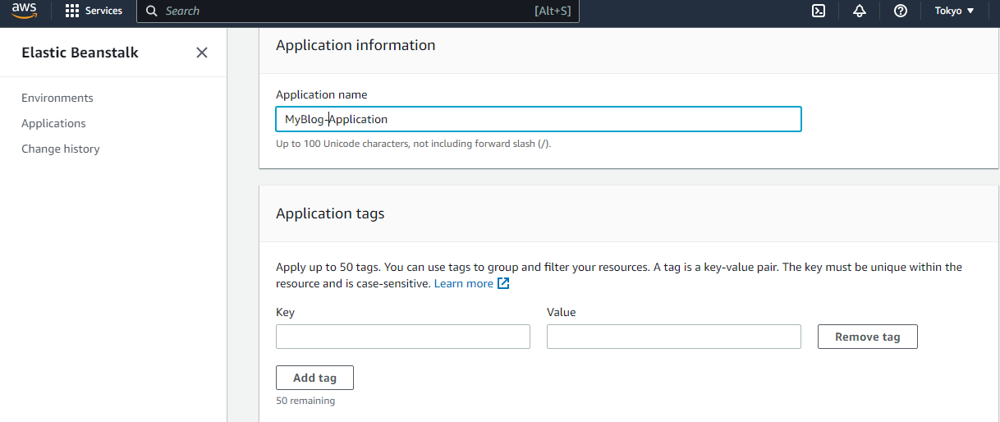 aws Services Search [Alt+S] Tokyo
Elastic Beanstalk
Environments
Applications
Change history
Application information
Application name
MyBlog-Application
Up to 100 Unicode characters, not including forward slash (/).
Application tags
Apply up to 50 tags. You can use tags to group and filter your resources. A tag is a key-value pair. The key must be unique within the
resource and is case-sensitive. Learn more
Key Value
Remove tag
Add tag
50 remaining